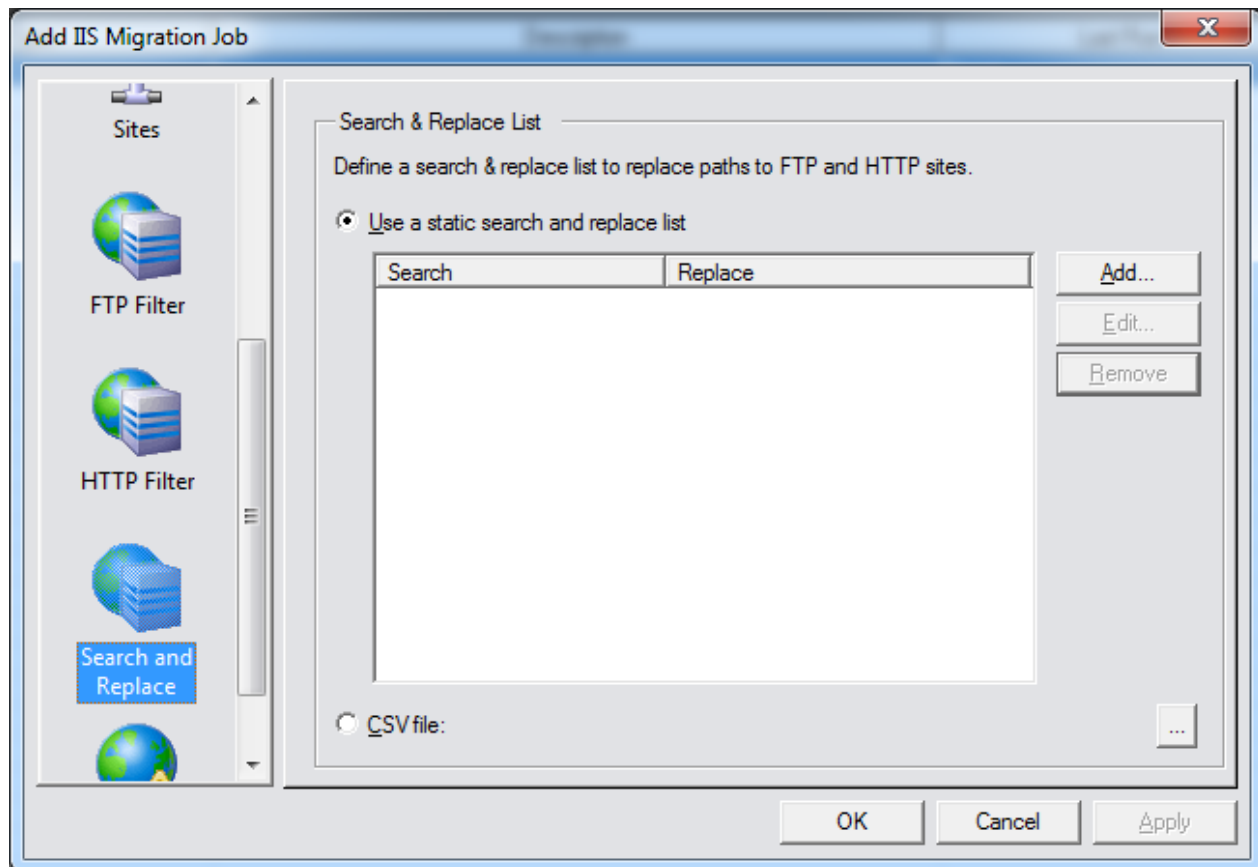 Add IIS Migration Job
Description
Sites
FTP Filter
HTTP Filter
Search and
Replace
Search & Replace List
Define a search & replace list to replace paths to FTP and HTTP sites.
Use a static search and replace list
Search Replace
Add...
Edit...
Remove
CSV file:
...
OK Cancel Apply